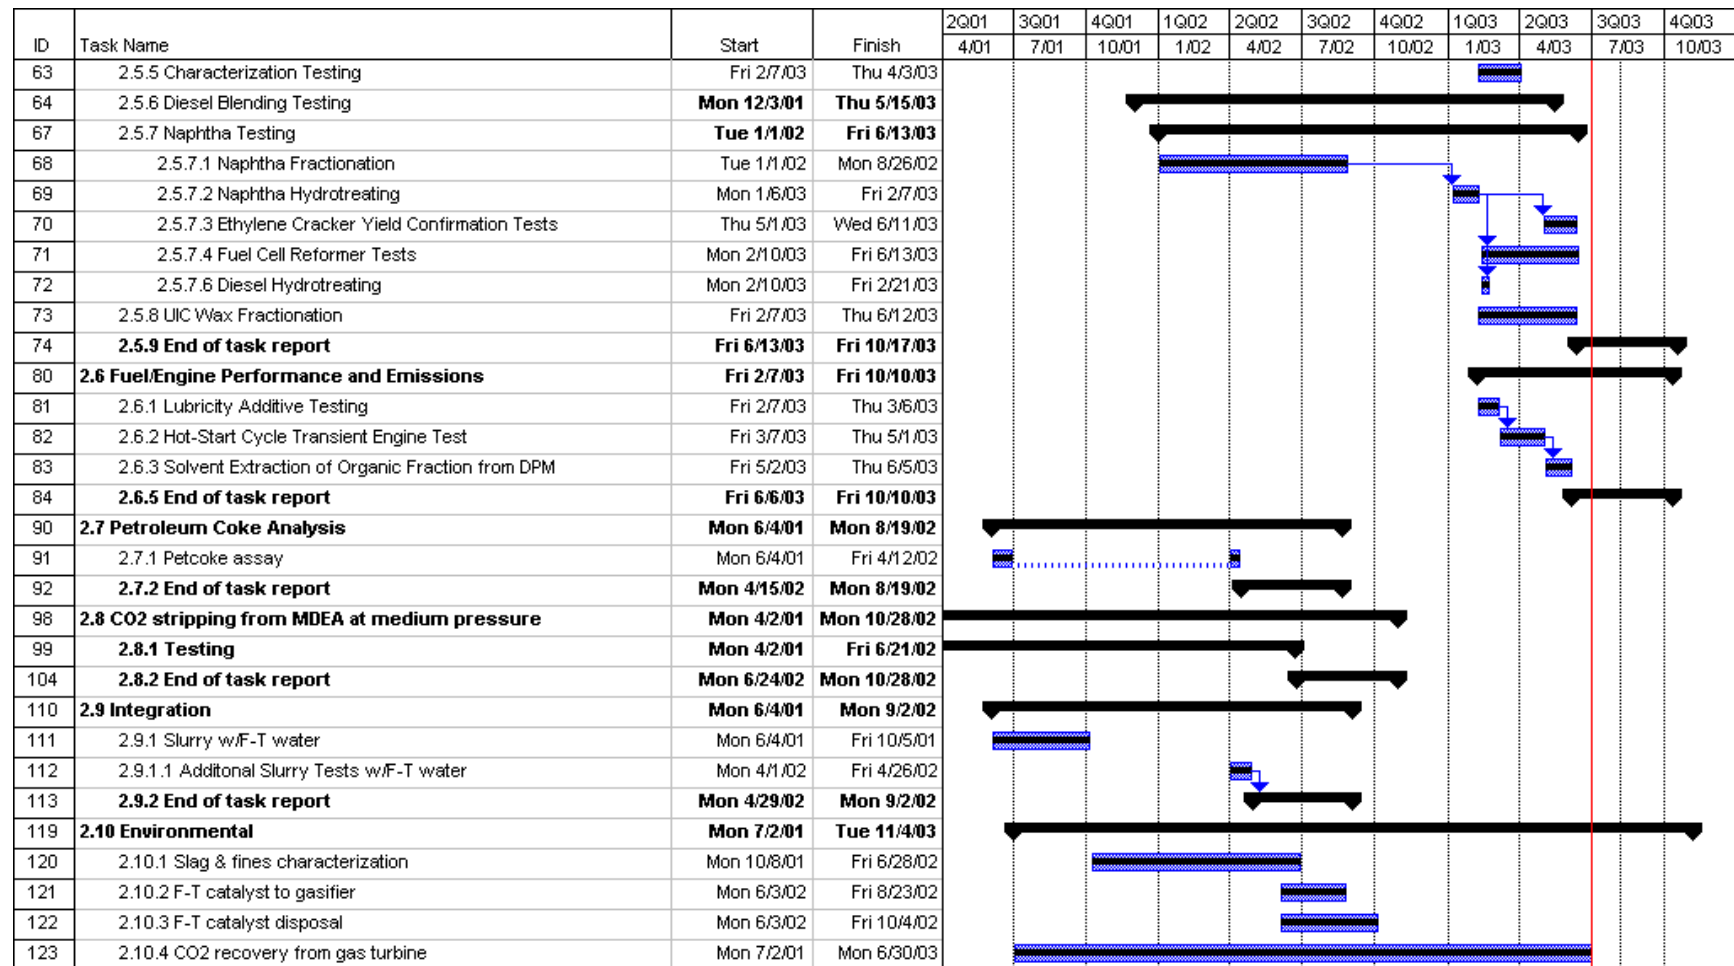 2Q01 3Q01 4Q01 1Q02 2Q02 3Q02 4Q02 1Q03 2Q03 3Q03 4Q03
ID Task Name Start Finish 4/01 7/01 10/01 1/02 4/02 7/02 10/02 1/03 4/03 7/03 10/03
63 2.5.5 Characterization Testing Fri 2/7/03 Thu 4/3/03
64 2.5.6 Diesel Blending Testing Mon 12/3/01 Thu 5/15/03
67 2.5.7 Naphtha Testing Tue 1/1/02 Fri 6/13/03
68 2.5.7.1 Naphtha Fractionation Tue 1/1/02 Mon 8/26/02
69 2.5.7.2 Naphtha Hydrotreating Mon 1/6/03 Fri 2/7/03
70 2.5.7.3 Ethylene Cracker Yield Confirmation Tests Thu 5/1/03 Wed 6/11/03
71 2.5.7.4 Fuel Cell Reformer Tests Mon 2/10/03 Fri 6/13/03
72 2.5.7.6 Diesel Hydrotreating Mon 2/10/03 Fri 2/21/03
73 2.5.8 UIC Wax Fractionation Fri 2/7/03 Thu 6/12/03
74 2.5.9 End of task report Fri 6/13/03 Fri 10/17/03
80 2.6 Fuel/Engine Performance and Emissions Fri 2/7/03 Fri 10/10/03
81 2.6.1 Lubricity Additive Testing Fri 2/7/03 Thu 3/6/03
82 2.6.2 Hot-Start Cycle Transient Engine Test Fri 3/7/03 Thu 5/1/03
83 2.6.3 Solvent Extraction of Organic Fraction from DPM Fri 5/2/03 Thu 6/5/03
84 2.6.5 End of task report Fri 6/6/03 Fri 10/10/03
90 2.7 Petroleum Coke Analysis Mon 6/4/01 Mon 8/19/02
91 2.7.1 Petcoke assay Mon 6/4/01 Fri 4/12/02
92 2.7.2 End of task report Mon 4/15/02 Mon 8/19/02
98 2.8 CO2 stripping from MDEA at medium pressure Mon 4/2/01 Mon 10/28/02
99 2.8.1 Testing Mon 4/2/01 Fri 6/21/02
104 2.8.2 End of task report Mon 6/24/02 Mon 10/28/02
110 2.9 Integration Mon 6/4/01 Mon 9/2/02
111 2.9.1 Slurry w/F-T water Mon 6/4/01 Fri 10/5/01
112 2.9.1.1 Additonal Slurry Tests w/F-T water Mon 4/1/02 Fri 4/26/02
113 2.9.2 End of task report Mon 4/29/02 Mon 9/2/02
119 2.10 Environmental Mon 7/2/01 Tue 11/4/03
120 2.10.1 Slag & fines characterization Mon 10/8/01 Fri 6/28/02
121 2.10.2 F-T catalyst to gasifier Mon 6/3/02 Fri 8/23/02
122 2.10.3 F-T catalyst disposal Mon 6/3/02 Fri 10/4/02
123 2.10.4 CO2 recovery from gas turbine Mon 7/2/01 Mon 6/30/03